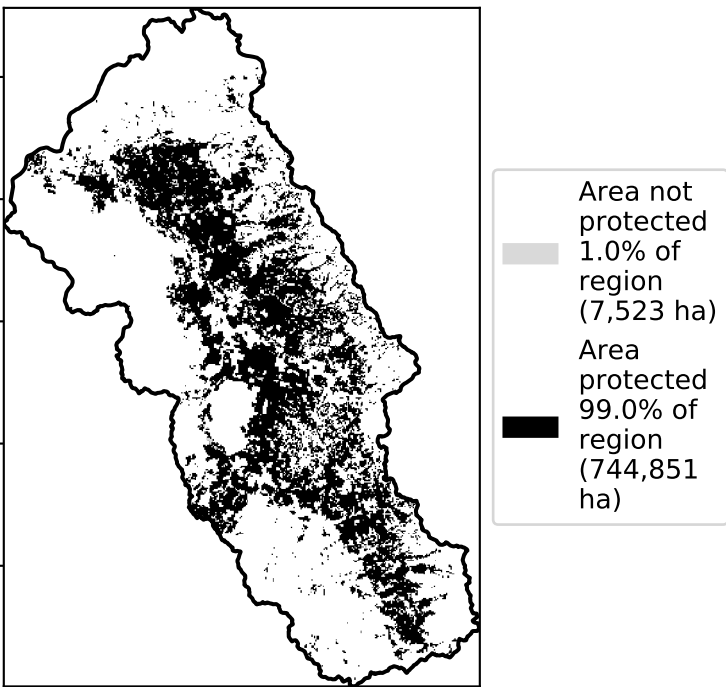 Area not
protected
1.0% of
region
(7,523 ha)
Area
protected
99.0% of
region
(744,851
ha)